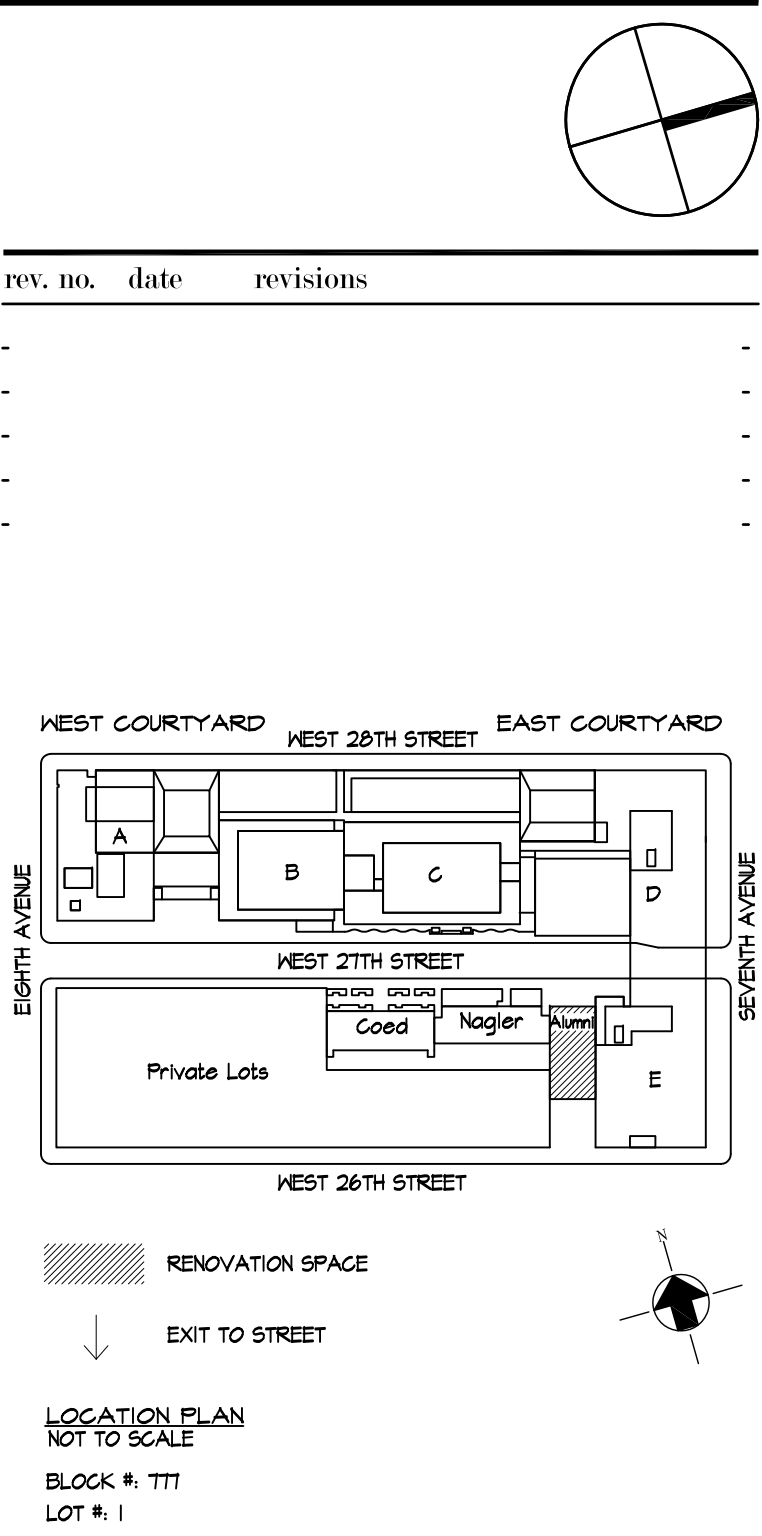 rev. no. date revisions
- -
- -
- -
- -
- -
WEST COURTYARD EAST COURTYARD
WEST 28TH STREET
A
B
C
D
EIGHTH AVENUE
SEVENTH AVENUE
WEST 27TH STREET
Coed
Nagler
Alumni
Private Lots
E
WEST 26TH STREET
N
RENOVATION SPACE
EXIT TO STREET
LOCATION PLAN
NOT TO SCALE
BLOCK #: 777
LOT #: 1